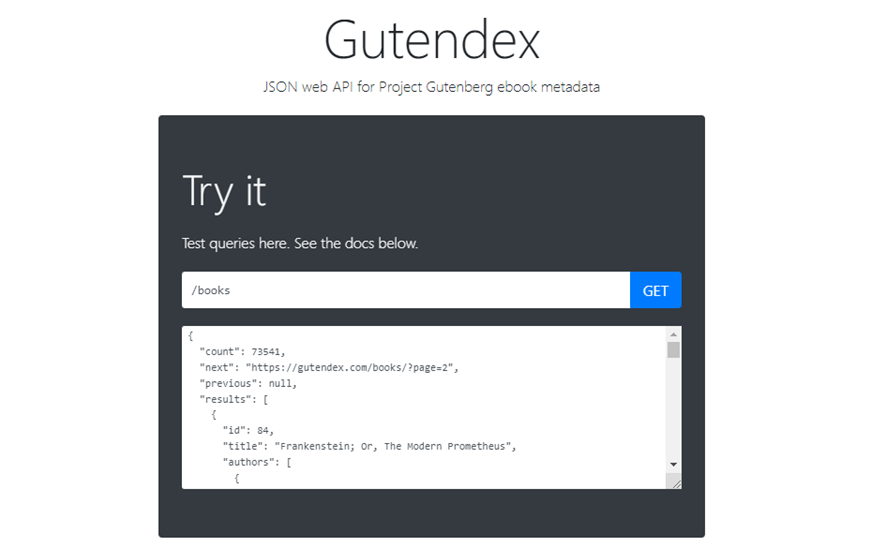 Gutendex
JSON web API for Project Gutenberg ebook metadata
Try it
Test queries here. See the docs below.
/books
GET
{
"count": 73541,
"next": "https://gutendex.com/books/?page=2",
"previous": null,
"results": [
{
"id": 84,
"title": "Frankenstein; Or, The Modern Prometheus",
"authors": [
{